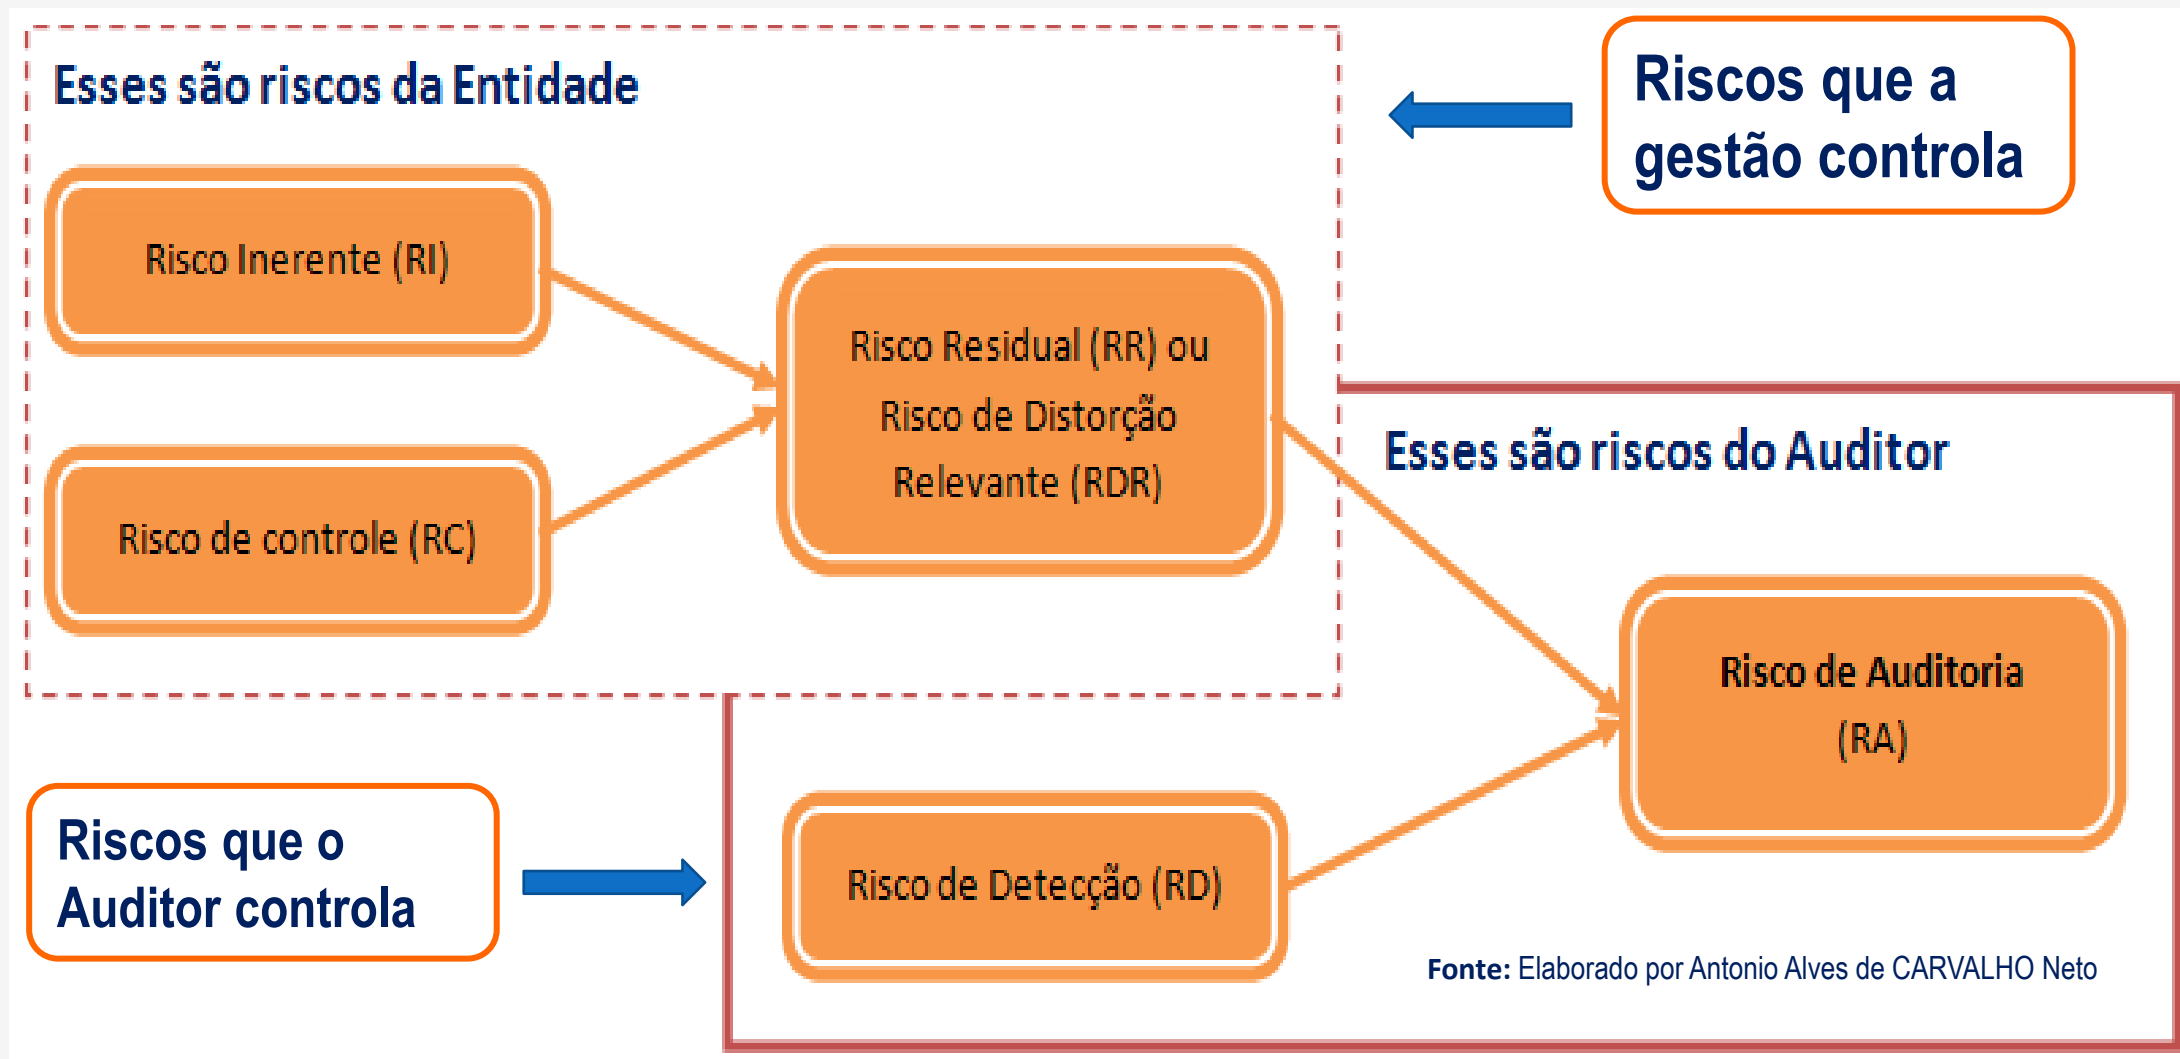 Esses são riscos da Entidade
Riscos que a
gestão controla
Risco Inerente (RI)
Risco de controle (RC)
Risco Residual (RR) ou
Risco de Distorção
Relevante (RDR)
Esses são riscos do Auditor
Risco de Auditoria
(RA)
Riscos que o
Auditor controla
Risco de Detecção (RD)
Fonte: Elaborado por Antonio Alves de CARVALHO Neto